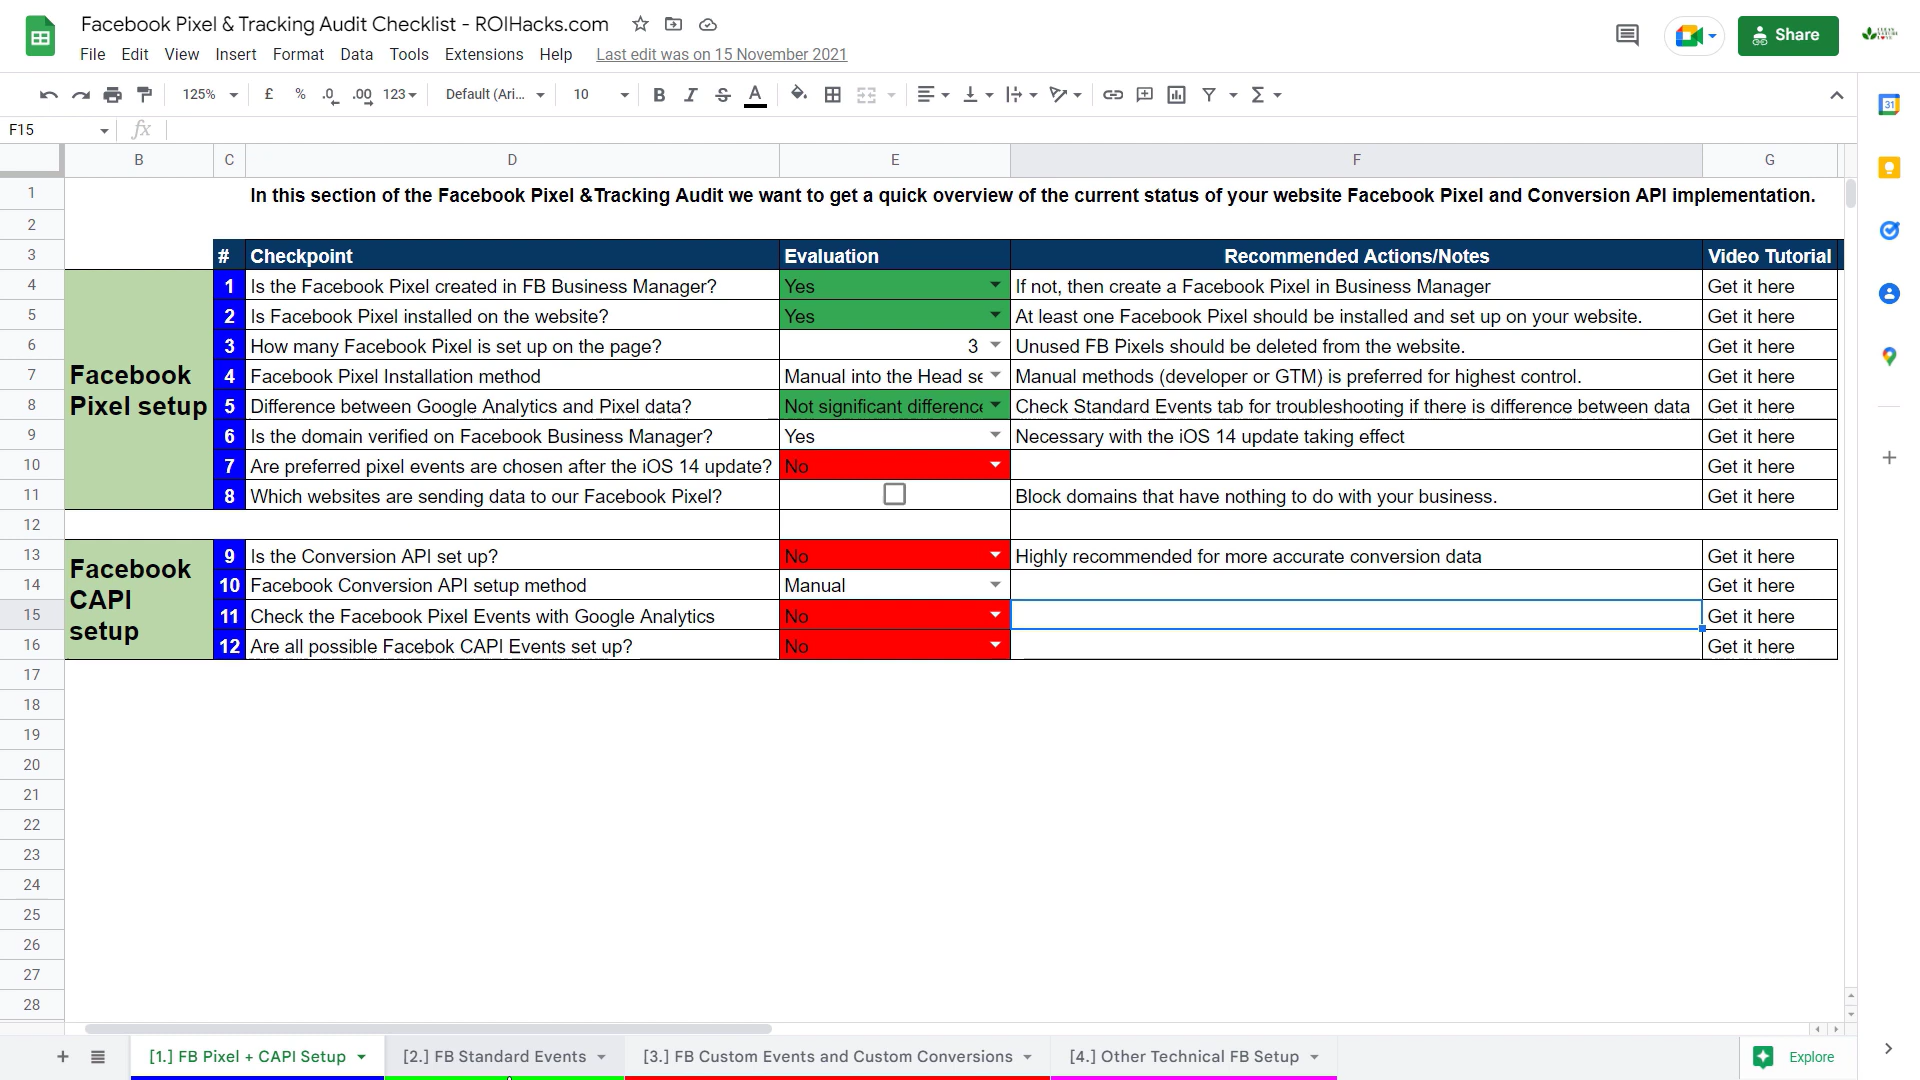 Facebook Pixel & Tracking Audit Checklist - ROIHacks.com
File Edit View Insert Format Data Tools Extensions Help Last edit was on 15 November 2021
Share
125% £ % .0 .00 123 Default (Ari... 10 B I S A Σ
31
F15 fx
B C D E F G
1 In this section of the Facebook Pixel &Tracking Audit we want to get a quick overview of the current status of your website Facebook Pixel and Conversion API implementation.
2
3 # Checkpoint Evaluation Recommended Actions/Notes Video Tutorial
Facebook
Pixel setup
4 1 Is the Facebook Pixel created in FB Business Manager? Yes If not, then create a Facebook Pixel in Business Manager Get it here
5 2 Is Facebook Pixel installed on the website? Yes At least one Facebook Pixel should be installed and set up on your website. Get it here
6 3 How many Facebook Pixel is set up on the page? 3 Unused FB Pixels should be deleted from the website. Get it here
7 4 Facebook Pixel Installation method Manual into the Head se Manual methods (developer or GTM) is preferred for highest control. Get it here
8 5 Difference between Google Analytics and Pixel data? Not significant difference Check Standard Events tab for troubleshooting if there is difference between data Get it here
9 6 Is the domain verified on Facebook Business Manager? Yes Necessary with the iOS 14 update taking effect Get it here
10 7 Are preferred pixel events are chosen after the iOS 14 update? No Get it here
11 8 Which websites are sending data to our Facebook Pixel? Block domains that have nothing to do with your business. Get it here
12
Facebook
CAPI
setup
13 9 Is the Conversion API set up? No Highly recommended for more accurate conversion data Get it here
14 10 Facebook Conversion API setup method Manual Get it here
15 11 Check the Facebook Pixel Events with Google Analytics No Get it here
16 12 Are all possible Facebok CAPI Events set up? No Get it here
17
18
19
20
21
22
23
24
25
26
27
28
[1.] FB Pixel + CAPI Setup [2.] FB Standard Events [3.] FB Custom Events and Custom Conversions [4.] Other Technical FB Setup Explore